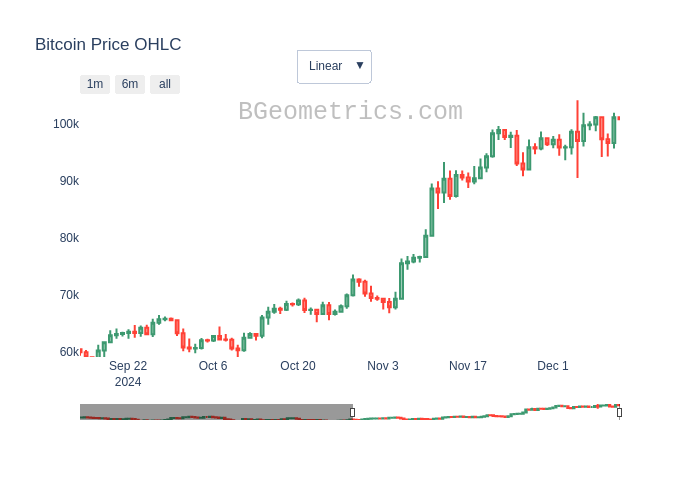 Bitcoin Price OHLC
Linear ▼
1m 6m all
BGeometrics.com
100k
90k
80k
70k
60k
Sep 22 Oct 6 Oct 20 Nov 3 Nov 17 Dec 1
2024